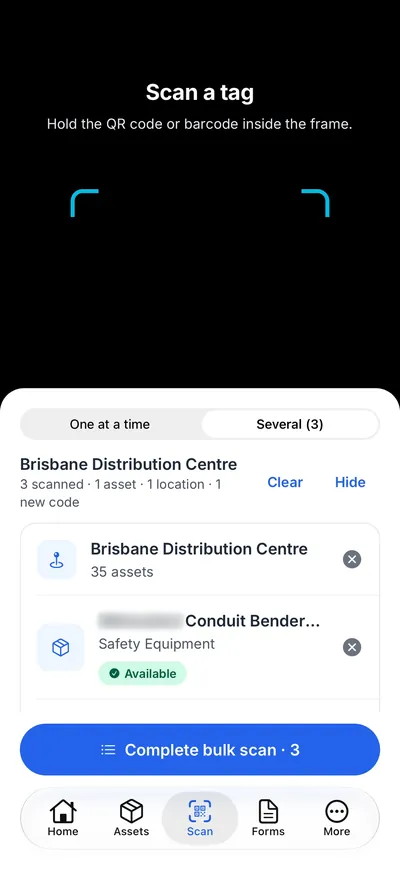 Scan a tag
Hold the QR code or barcode inside the frame.
One at a time
Several (3)
Brisbane Distribution Centre
3 scanned · 1 asset · 1 location · 1
new code
Clear
Hide
Brisbane Distribution Centre
35 assets
Conduit Bender...
Safety Equipment
Available
Complete bulk scan · 3
Home
Assets
Scan
Forms
More